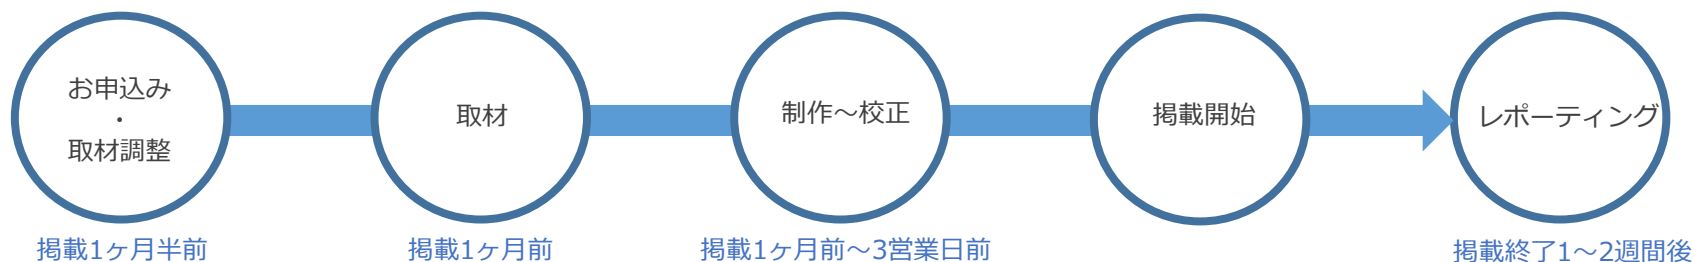 お申込み
・
取材調整
取材
制作～校正
掲載開始
レポーティング
掲載1ヶ月半前
掲載1ヶ月前
掲載1ヶ月前～3営業日前
掲載終了1～2週間後